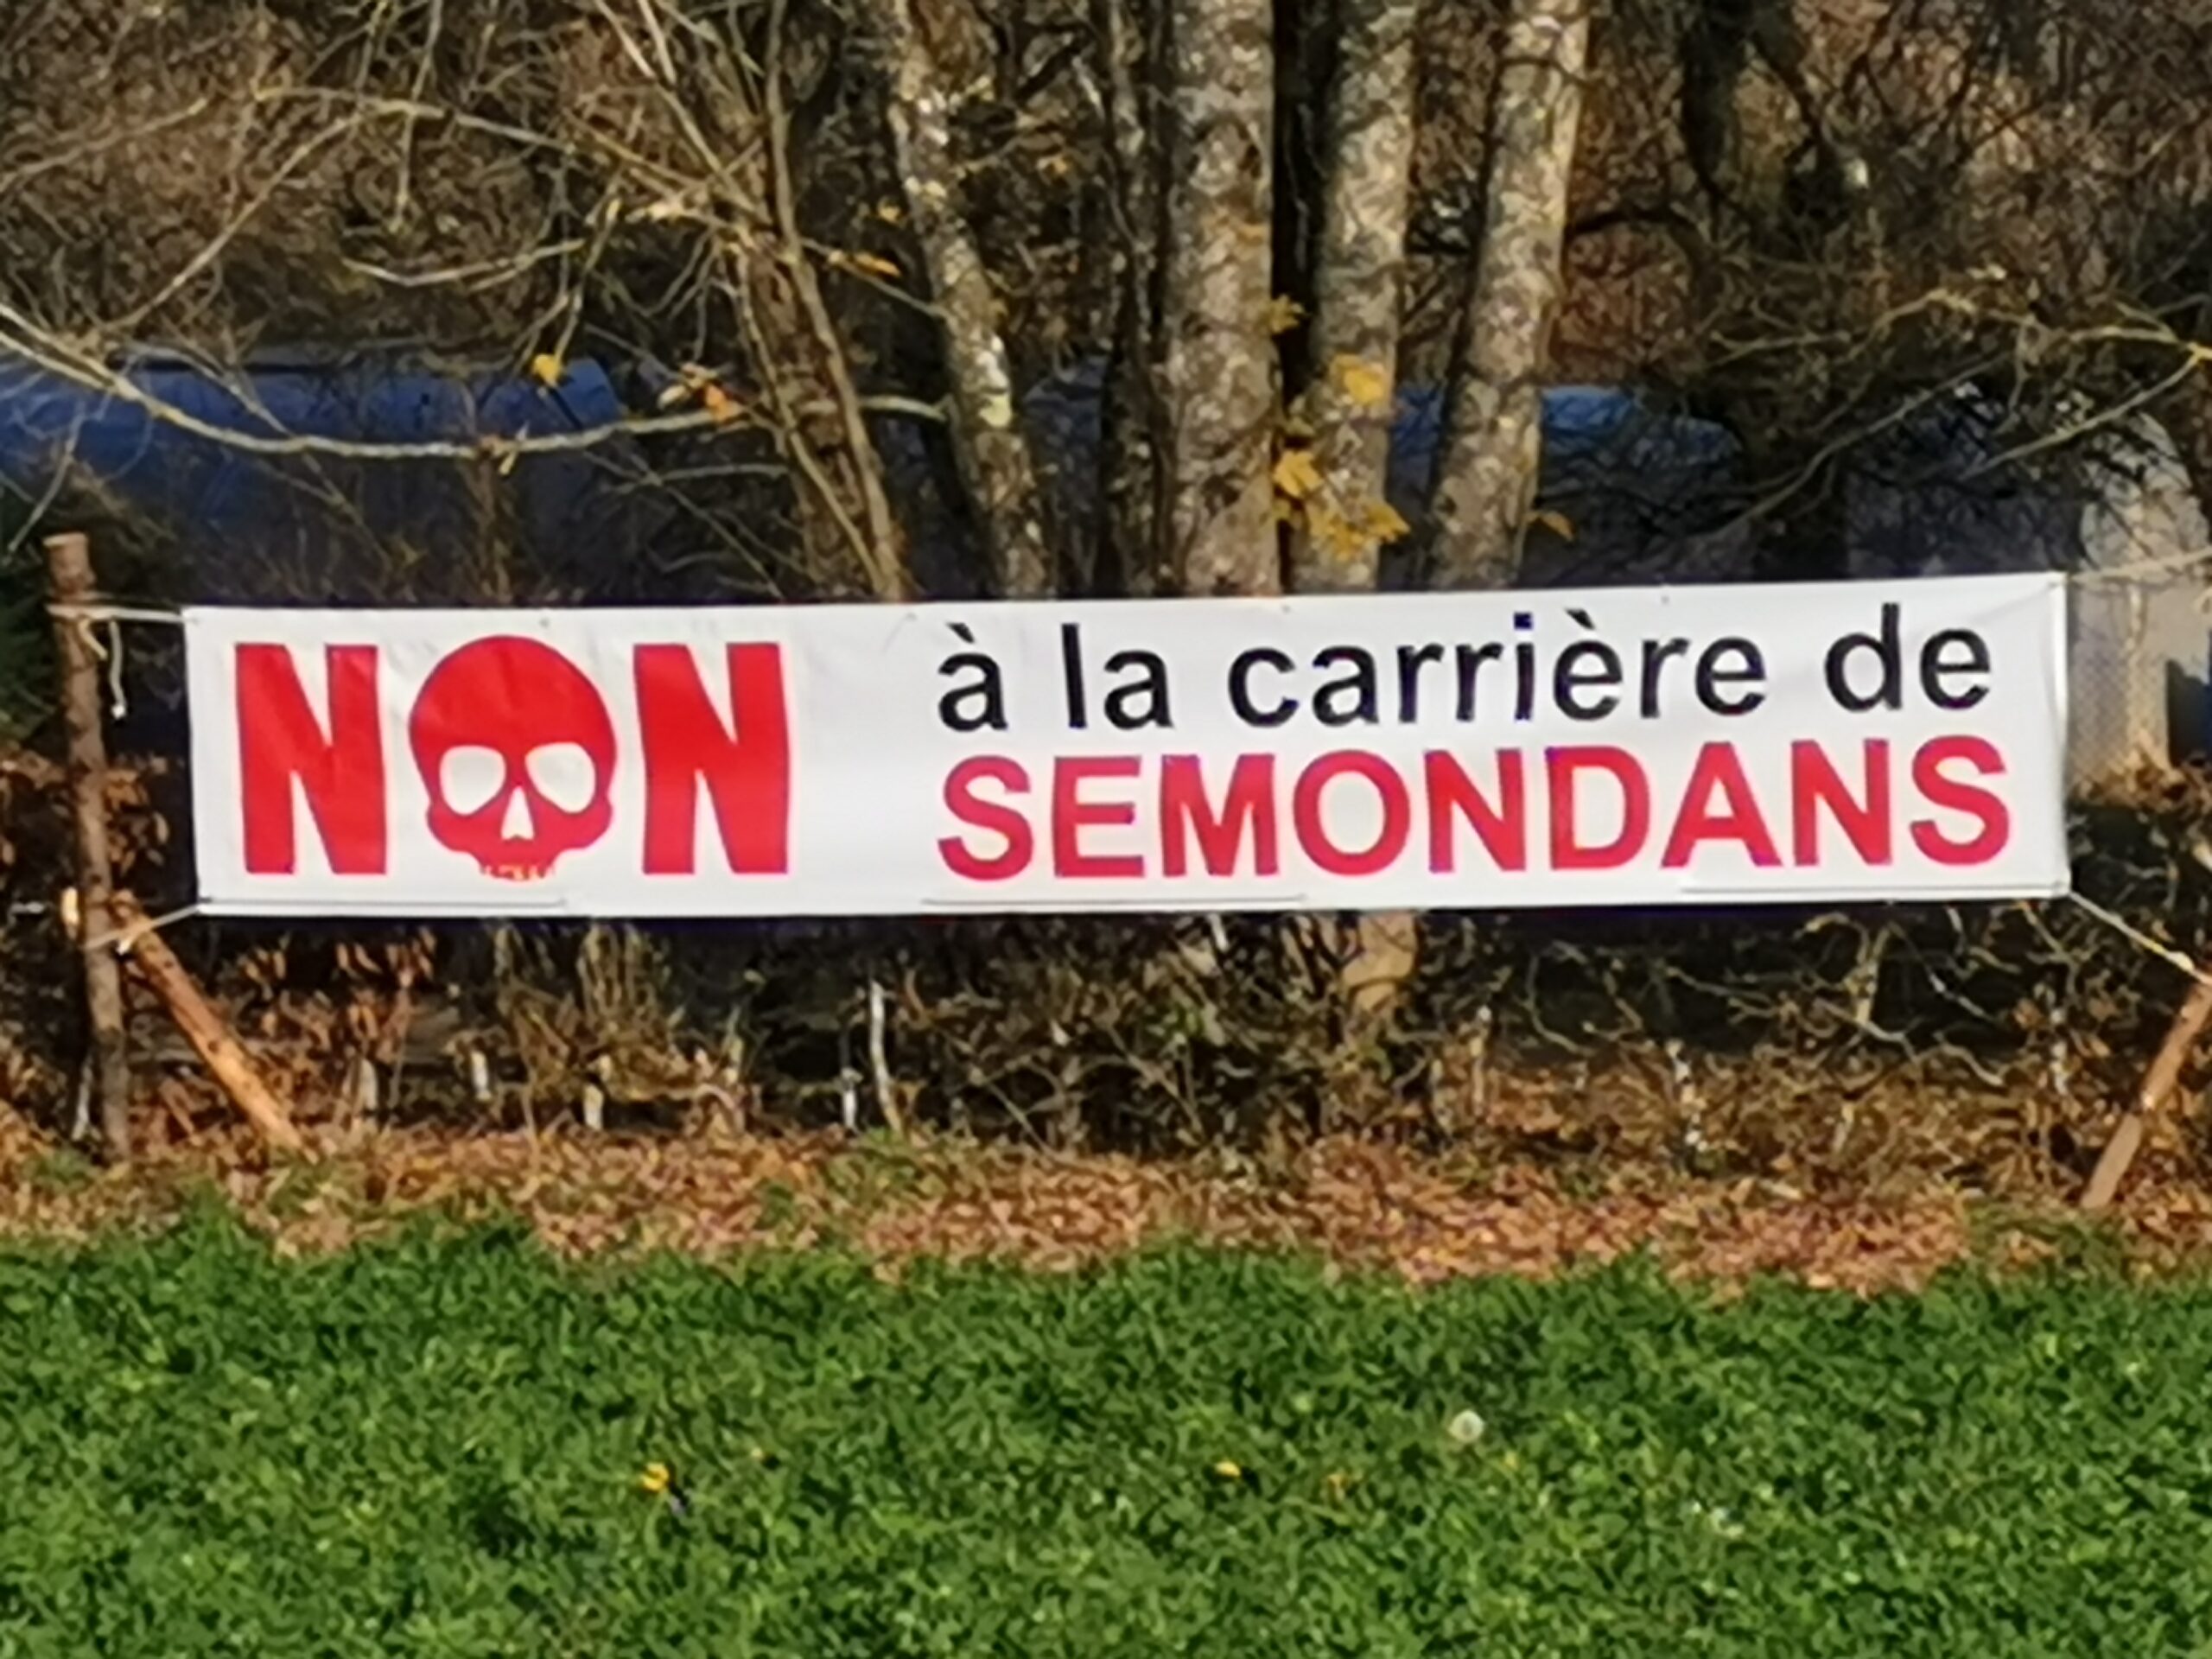 NON
à la carrière de
SEMONDANS